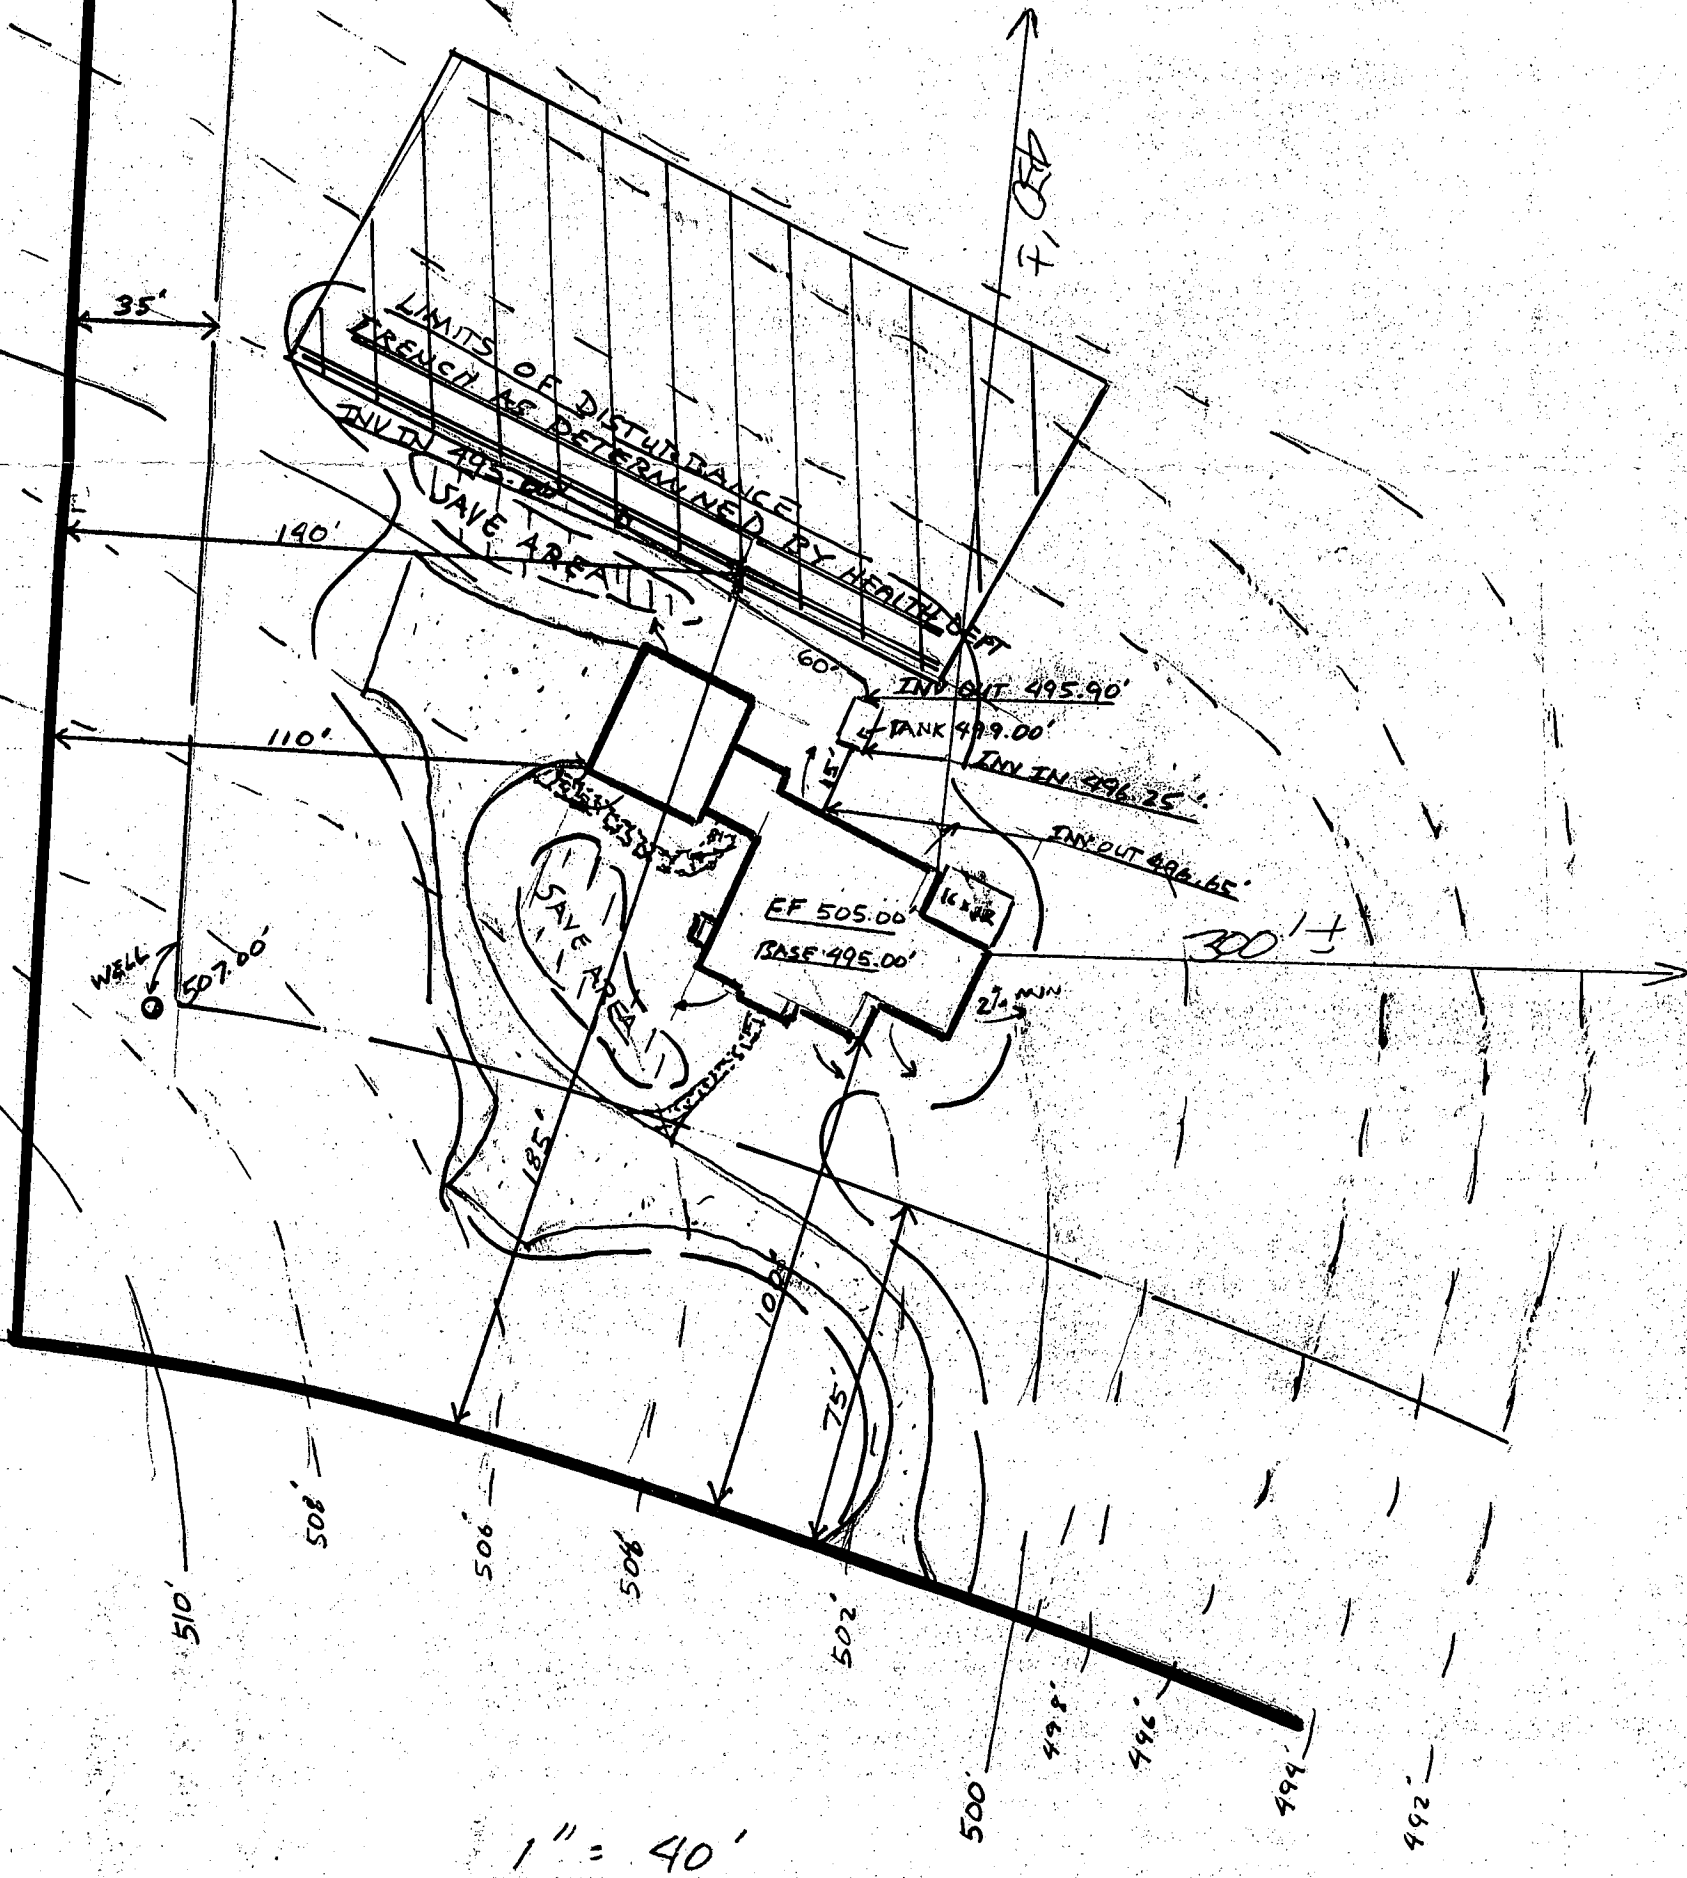 35'
LIMITS OF DISTURBANCE
TRENCH AS DETERMINED BY HEALTH DEPT
INV IN 495.00'
SAVE AREA
140'
60'
INV OUT 495.90'
TANK 499.00'
INV IN 496.25'
15'
110'
INV OUT 496.65'
EF 505.00'
BASE 495.00'
300'±
2% MIN
SAVE AREA
WELL
507.00'
185'
100'
75'
510'
508'
506'
502'
500'
498'
496'
494'
492'
1" = 40'